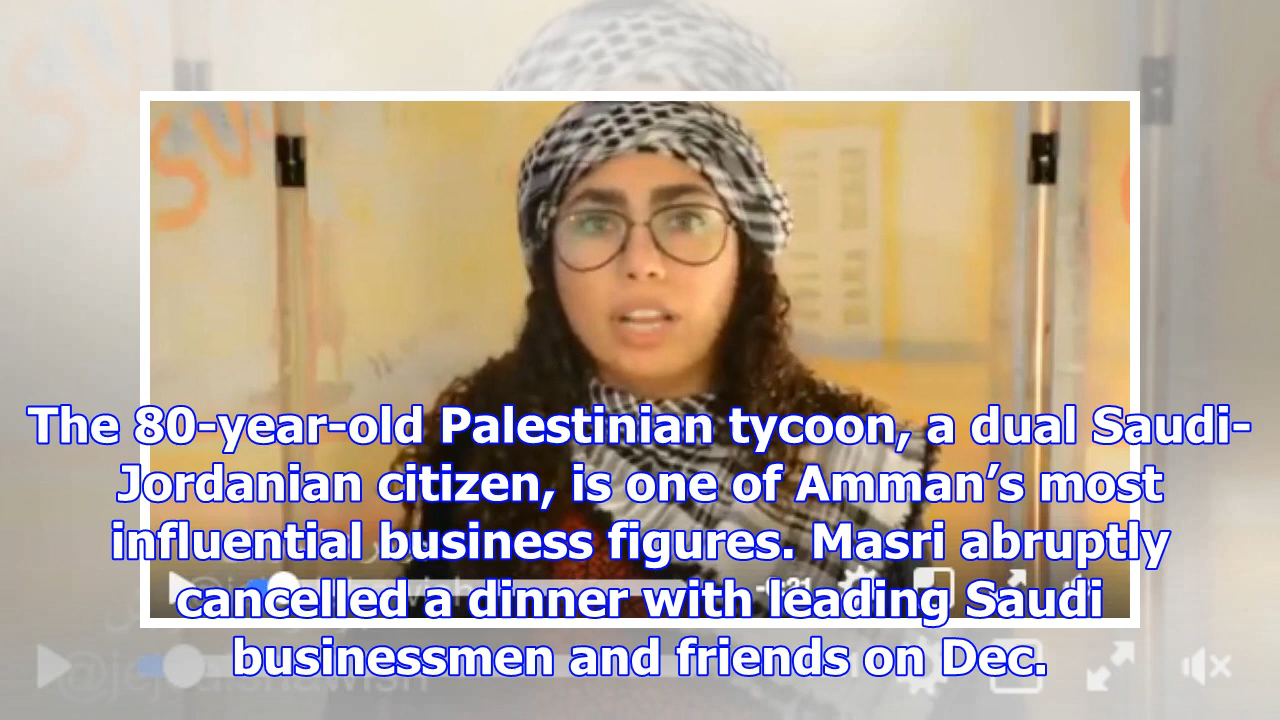 The 80-year-old Palestinian tycoon, a dual Saudi-
Jordanian citizen, is one of Amman’s most
influential business figures. Masri abruptly
cancelled a dinner with leading Saudi
businessmen and friends on Dec.